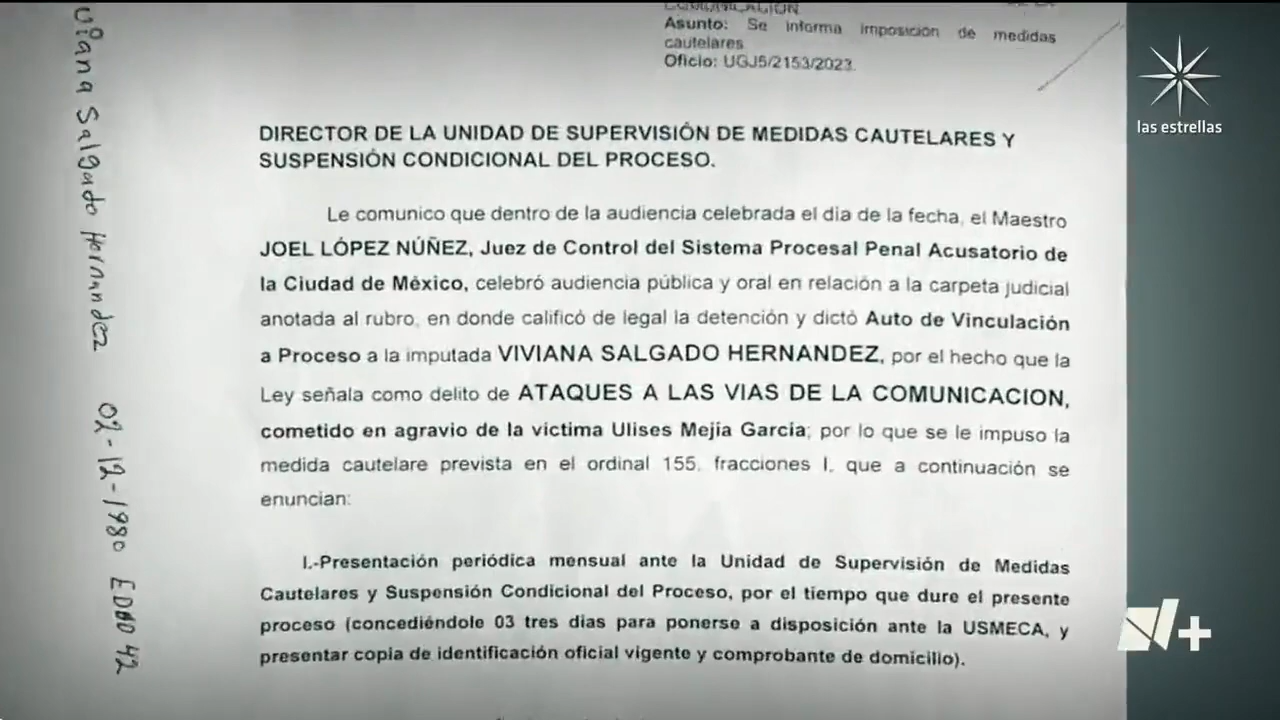 Asunto: Se informa imposición de medidas
cautelares
Oficio: UGJ5/2153/2023.
DIRECTOR DE LA UNIDAD DE SUPERVISIÓN DE MEDIDAS CAUTELARES Y
SUSPENSIÓN CONDICIONAL DEL PROCESO.
Le comunico que dentro de la audiencia celebrada el dia de la fecha, el Maestro
JOEL LÓPEZ NÚÑEZ, Juez de Control del Sistema Procesal Penal Acusatorio de
la Ciudad de México, celebró audiencia pública y oral en relación a la carpeta judicial
anotada al rubro, en donde calificó de legal la detención y dictó Auto de Vinculación
a Proceso a la imputada VIVIANA SALGADO HERNANDEZ, por el hecho que la
Ley señala como delito de ATAQUES A LAS VIAS DE LA COMUNICACION,
cometido en agravio de la victima Ulises Mejía García; por lo que se le impuso la
medida cautelare prevista en el ordinal 155, fracciones I, que a continuación se
enuncian:
I.-Presentación periódica mensual ante la Unidad de Supervisión de Medidas
Cautelares y Suspensión Condicional del Proceso, por el tiempo que dure el presente
proceso (concediéndole 03 tres dias para ponerse a disposición ante la USMECA, y
presentar copia de identificación oficial vigente y comprobante de domicilio).
viana Salgado Hernandez 02-12-1980 EDAD 42
las estrellas
N+